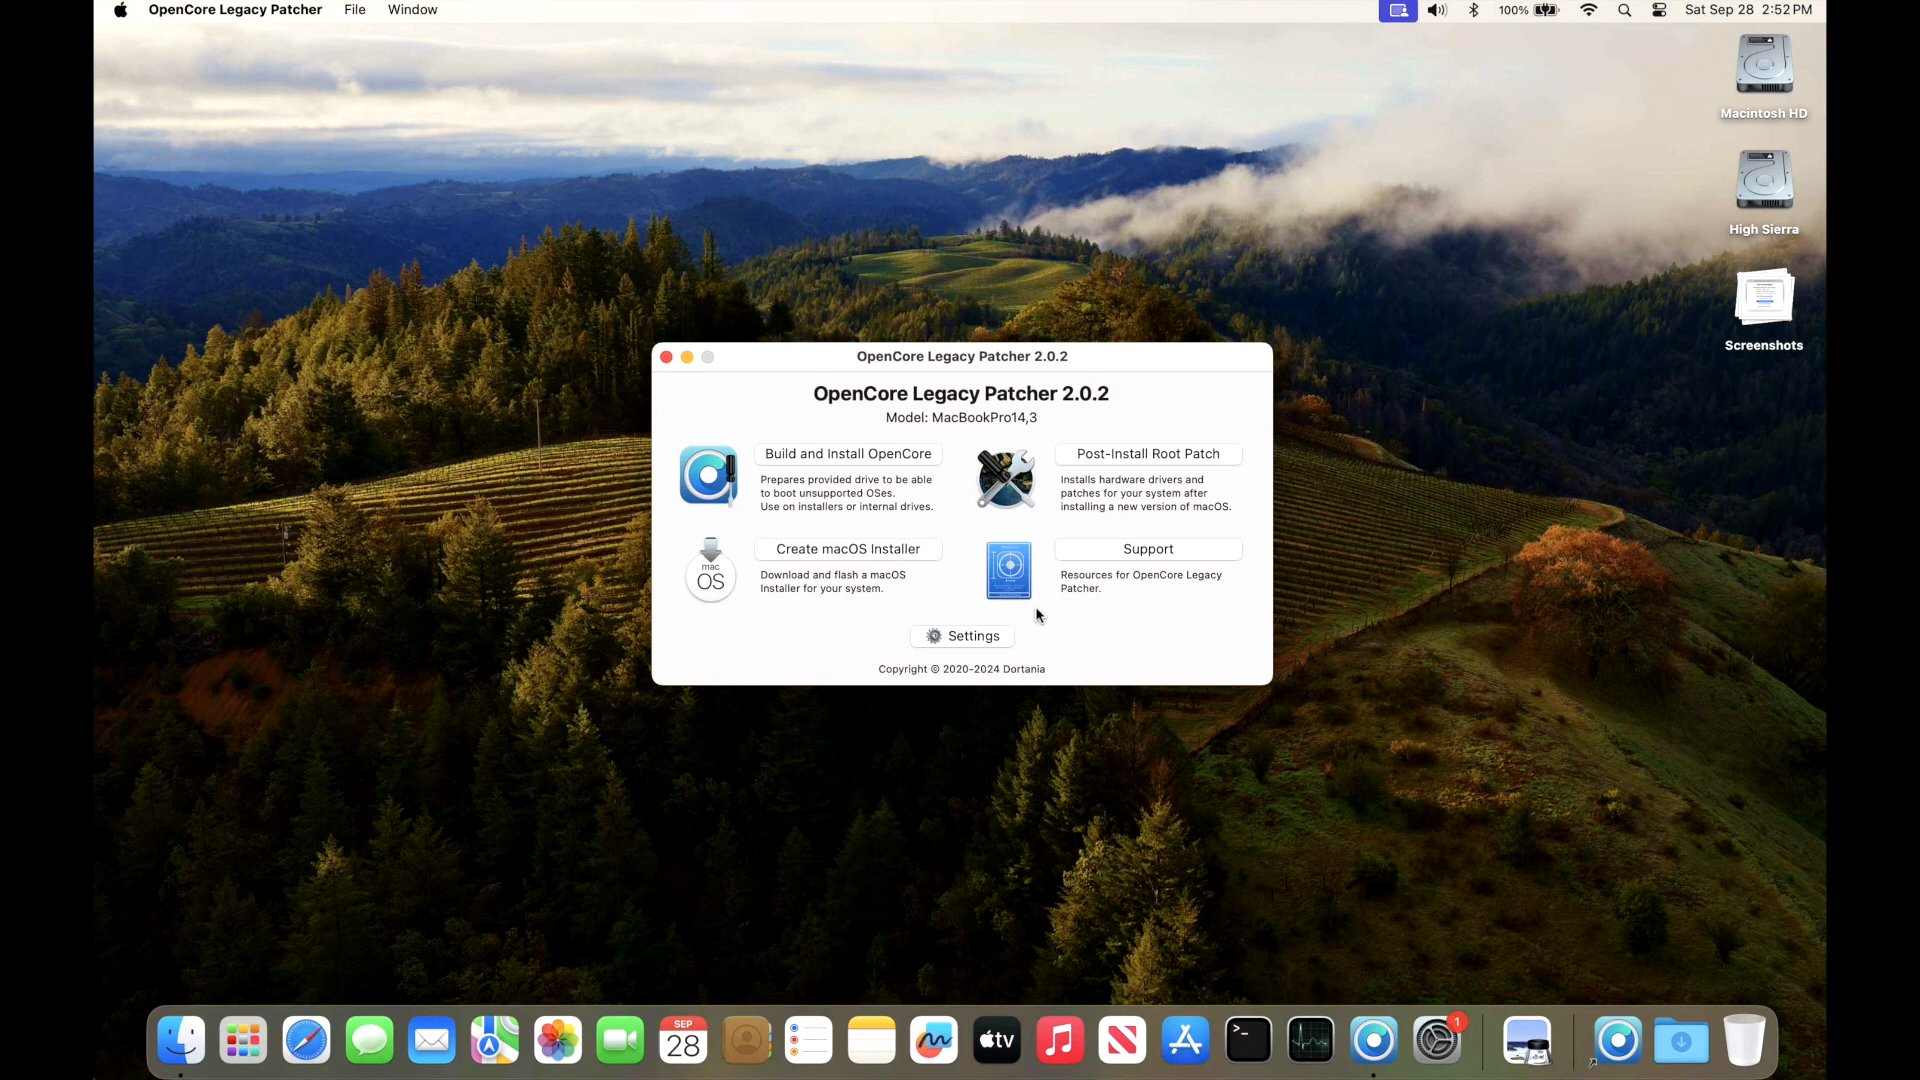 OpenCore Legacy Patcher File Window 100% Sat Sep 28 2:52 PM
Macintosh HD
High Sierra
Screenshots
OpenCore Legacy Patcher 2.0.2
OpenCore Legacy Patcher 2.0.2
Model: MacBookPro14,3
Build and Install OpenCore
Prepares provided drive to be able
to boot unsupported OSes.
Use on installers or internal drives.
Post-Install Root Patch
Installs hardware drivers and
patches for your system after
installing a new version of macOS.
mac
OS
Create macOS Installer
Download and flash a macOS
Installer for your system.
Support
Resources for OpenCore Legacy
Patcher.
Settings
Copyright © 2020-2024 Dortania
SEP
28
tv
>_
1